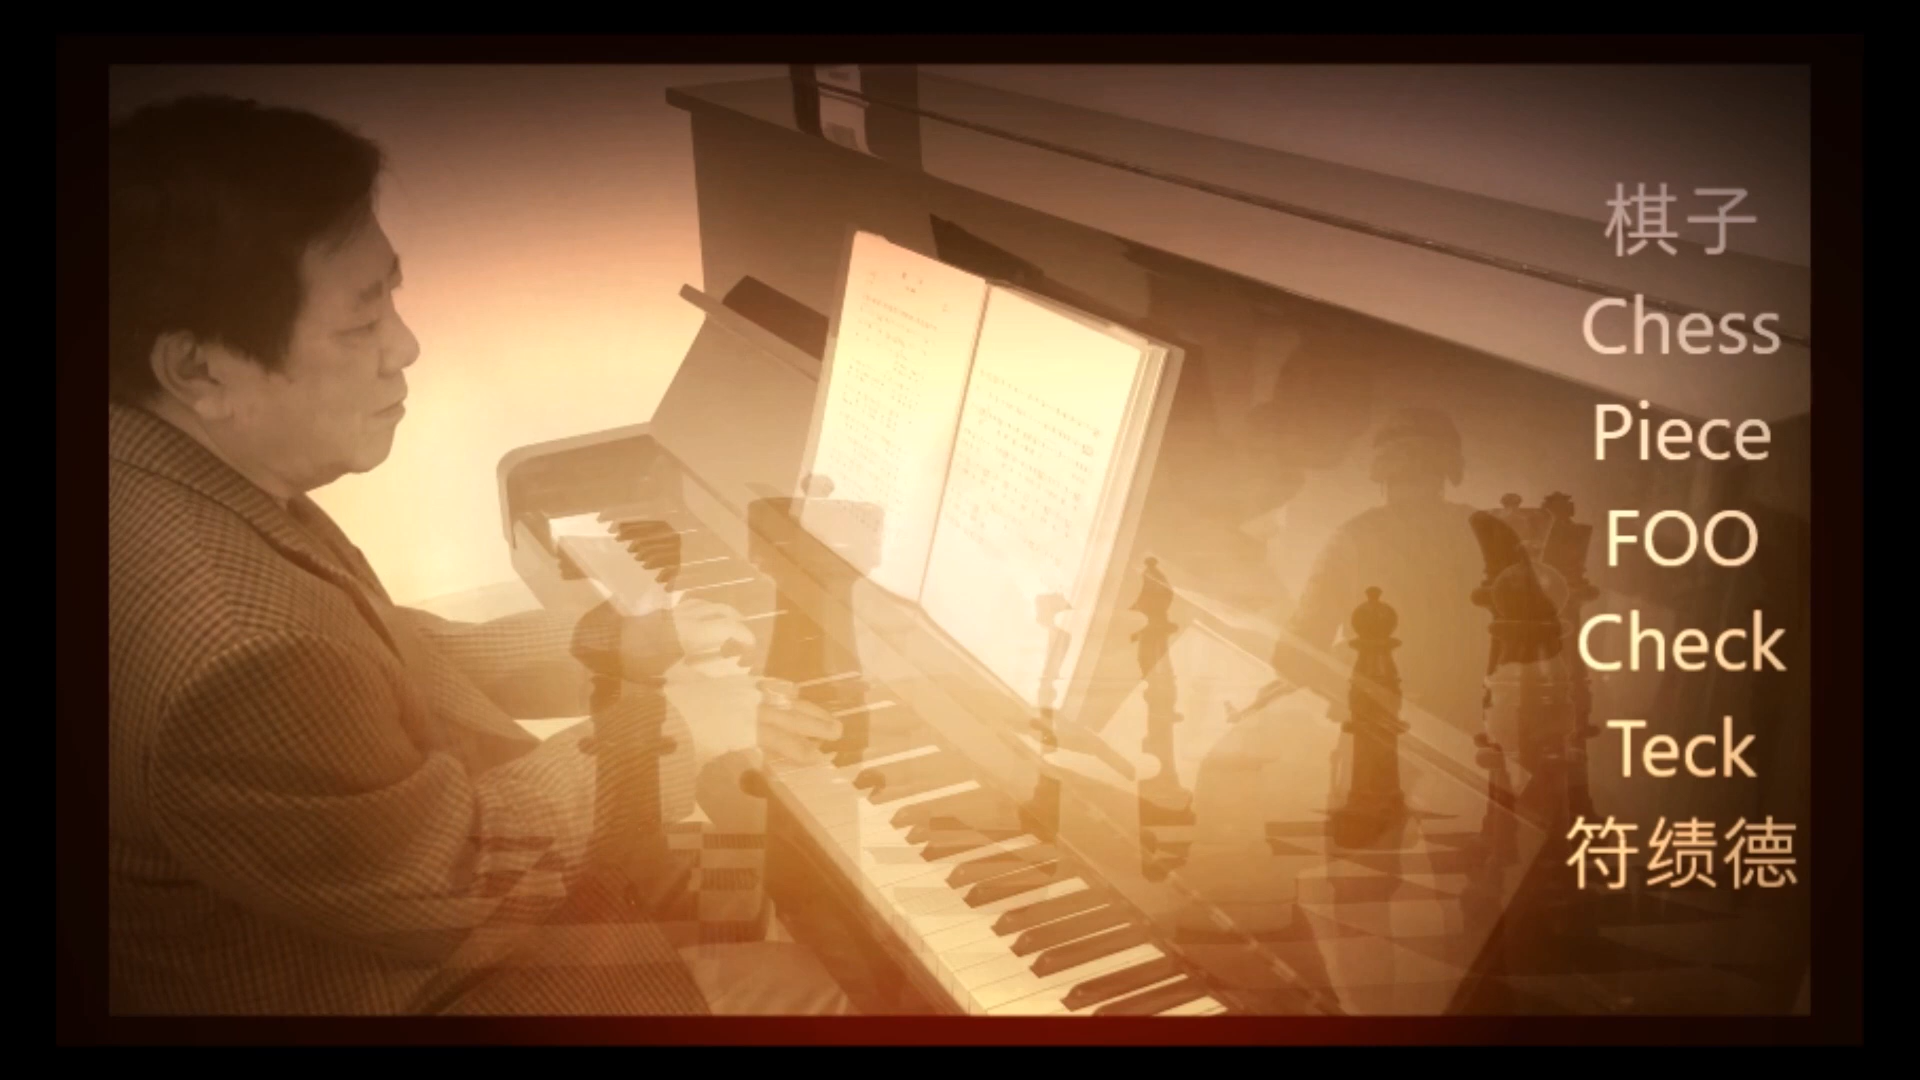 棋子
Chess
Piece
FOO
Check
Teck
符绩德